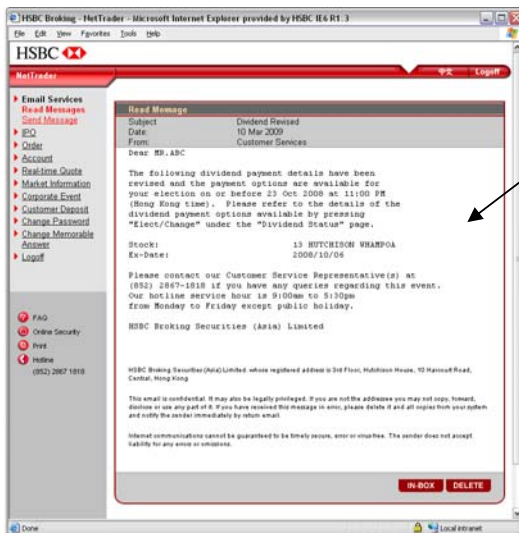 HSBC Broking - NetTrader - Microsoft Internet Explorer provided by HSBC IE6 R1.3
File Edit View Favorites Tools Help
HSBC
NetTrader
中文 Logoff
Email Services
Read Messages
Send Message
IPO
Order
Account
Real-time Quote
Market Information
Corporate Event
Customer Deposit
Change Password
Change Memorable
Answer
Logoff
FAQ
Online Security
Print
Hotline
(852) 2867 1818
Read Message
Subject Dividend Revised
Date: 10 Mar 2009
From: Customer Services
Dear MR.ABC
The following dividend payment details have been
revised and the payment options are available for
your election on or before 23 Oct 2008 at 11:00 PM
(Hong Kong time). Please refer to the details of the
dividend payment options available by pressing
"Elect/Change" under the "Dividend Status" page.
Stock: 13 HUTCHISON WHAMPOA
Ex-Date: 2008/10/06
Please contact our Customer Service Representative(s) at
(852) 2867-1818 if you have any queries regarding this event.
Our hotline service hour is 9:00am to 5:30pm
from Monday to Friday except public holiday.
HSBC Broking Securities (Asia) Limited
HSBC Broking Securities (Asia) Limited whose registered address is 3rd Floor, Hutchison House, 10 Harcourt Road,
Central, Hong Kong
This email is confidential. It may also be legally privileged. If you are not the addressee you may not copy, forward,
disclose or use any part of it. If you have received this message in error, please delete it and all copies from your system
and notify the sender immediately by return email.
Internet communications cannot be guaranteed to be timely secure, error or virus-free. The sender does not accept
liability for any errors or omissions.
IN-BOX DELETE
Done Local intranet